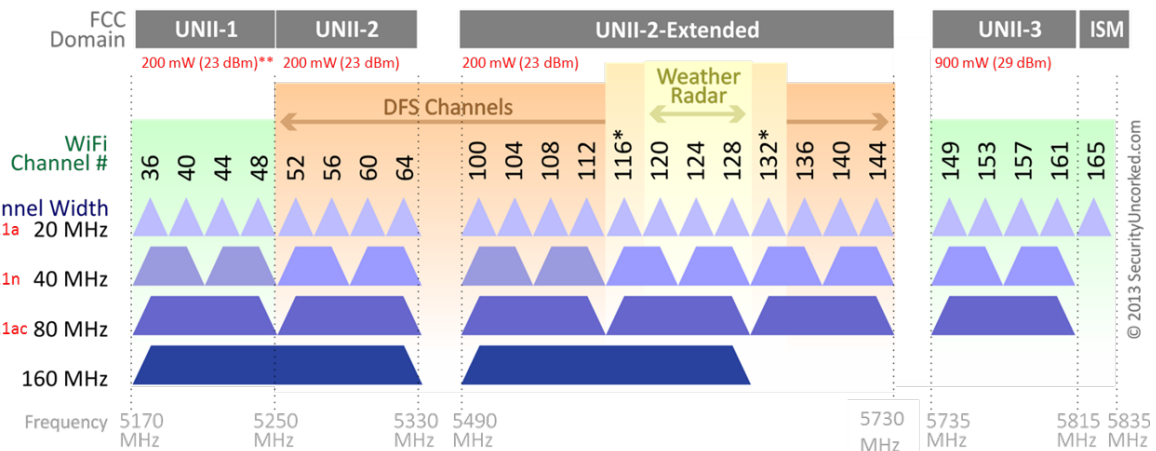 FCC
Domain
UNII-1
UNII-2
UNII-2-Extended
UNII-3
ISM
200 mW (23 dBm)**
200 mW (23 dBm)
200 mW (23 dBm)
900 mW (29 dBm)
Weather
Radar
DFS Channels
WiFi
Channel #
36 40 44 48 52 56 60 64 100 104 108 112 116* 120 124 128 132* 136 140 144 149 153 157 161 165
nnel Width
1a 20 MHz
1n 40 MHz
1ac 80 MHz
160 MHz
Frequency
5170
MHz
5250
MHz
5330
MHz
5490
MHz
5730
MHz
5735
MHz
5815
MHz
5835
MHz
© 2013 SecurityUncorked.com